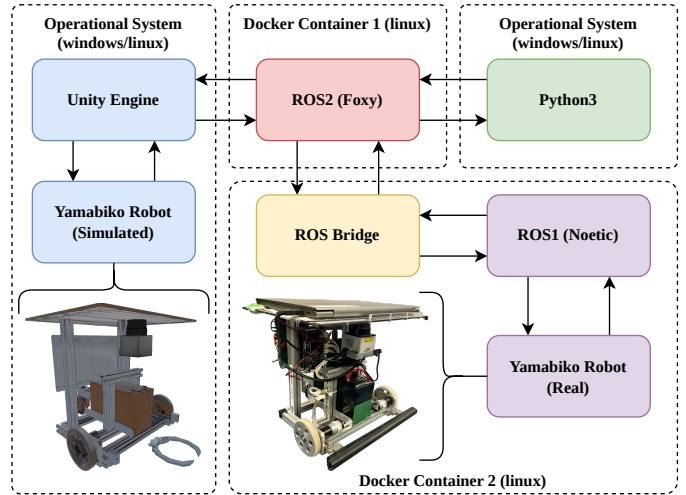 Operational System
(windows/linux)
Docker Container 1 (linux)
Operational System
(windows/linux)
Unity Engine
ROS2 (Foxy)
Python3
Yamabiko Robot
(Simulated)
ROS Bridge
ROS1 (Noetic)
Yamabiko Robot
(Real)
Docker Container 2 (linux)